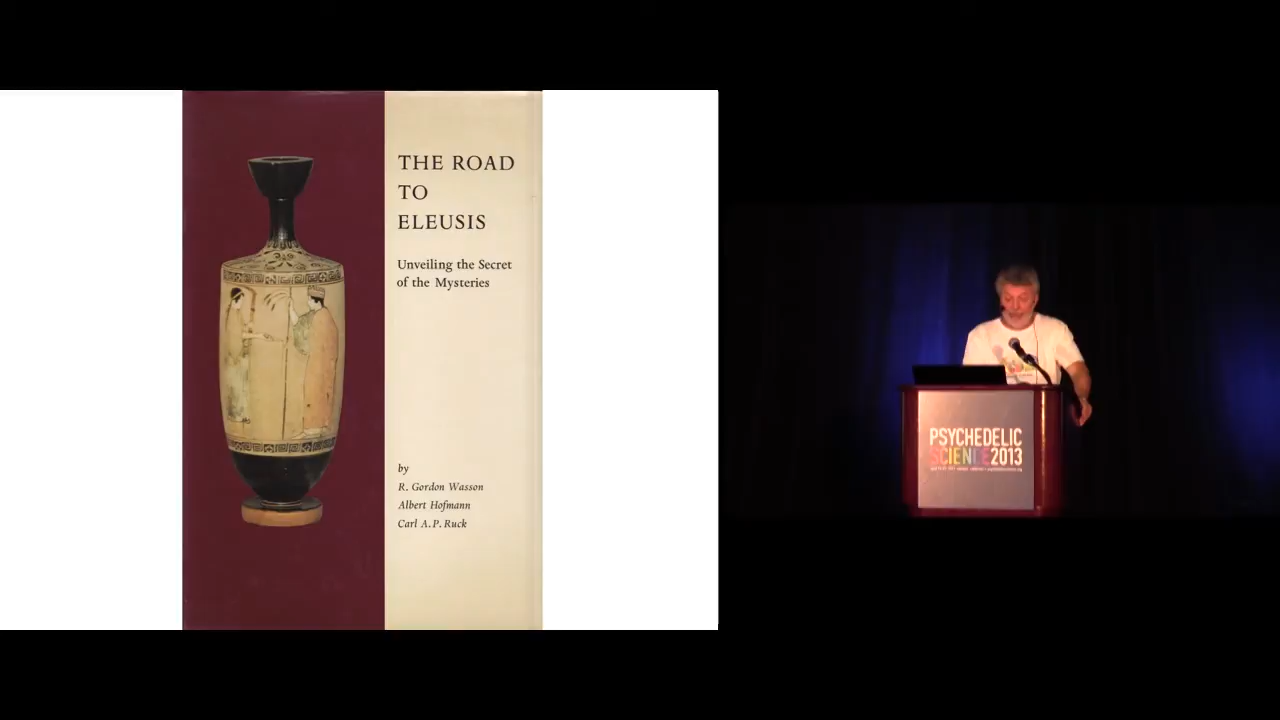 THE ROAD
TO
ELEUSIS
Unveiling the Secret
of the Mysteries
by
R. Gordon Wasson
Albert Hofmann
Carl A. P. Ruck
PSYCHEDELIC
SCIENCE2013